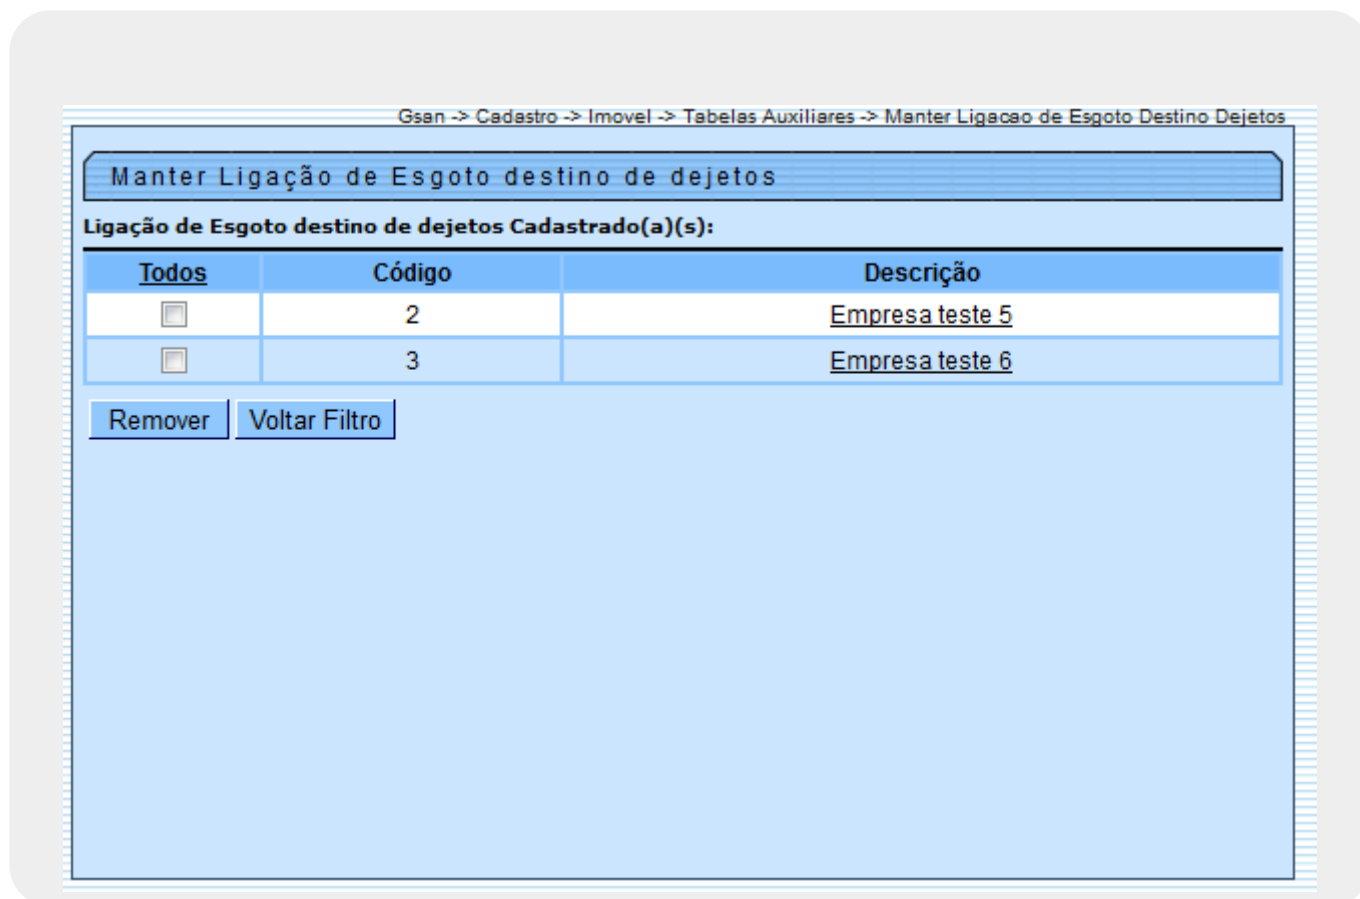 Gsan -> Cadastro -> Imovel -> Tabelas Auxiliares -> Manter Ligacao de Esgoto Destino Dejetos
Manter Ligação de Esgoto destino de dejetos
Ligação de Esgoto destino de dejetos Cadastrado(a)(s):
Todos Código Descrição
2 Empresa teste 5
3 Empresa teste 6
Remover Voltar Filtro